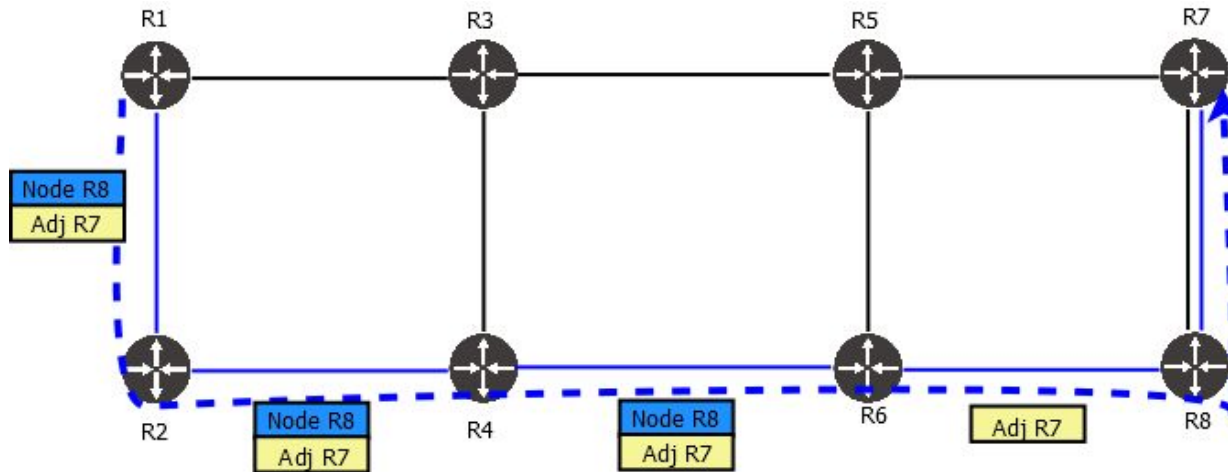 R1
R3
R5
R7
Node R8
Adj R7
R2
Node R8
Adj R7
R4
Node R8
Adj R7
R6
Adj R7
R8